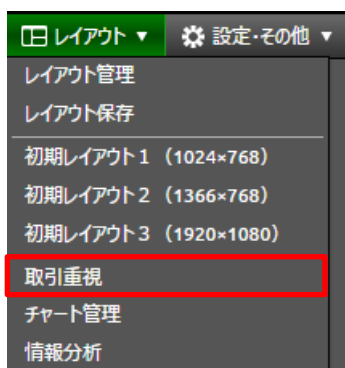 レイアウト ▼ 設定・その他 ▼
レイアウト管理
レイアウト保存
初期レイアウト1 (1024×768)
初期レイアウト2 (1366×768)
初期レイアウト3 (1920×1080)
取引重視
チャート管理
情報分析